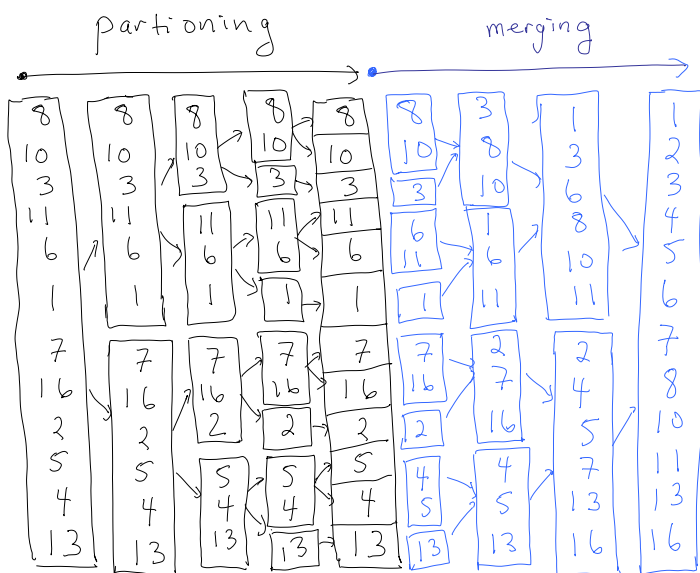 partioning merging
8 8 8 8 8 8 3 1 1
10 10 10 10 10 10 8 3 2
3 3 3 3 3 3 10 6 3
11 11 11 11 11 6 1 8 4
6 6 6 6 6 11 6 10 5
1 1 1 1 1 1 11 11 6
7 7 7 7 7 7 2 2 7
16 16 16 16 16 16 7 4 8
2 2 2 2 2 2 16 5 10
5 5 5 5 5 4 4 7 11
4 4 4 4 4 5 5 13 13
13 13 13 13 13 13 13 16 16